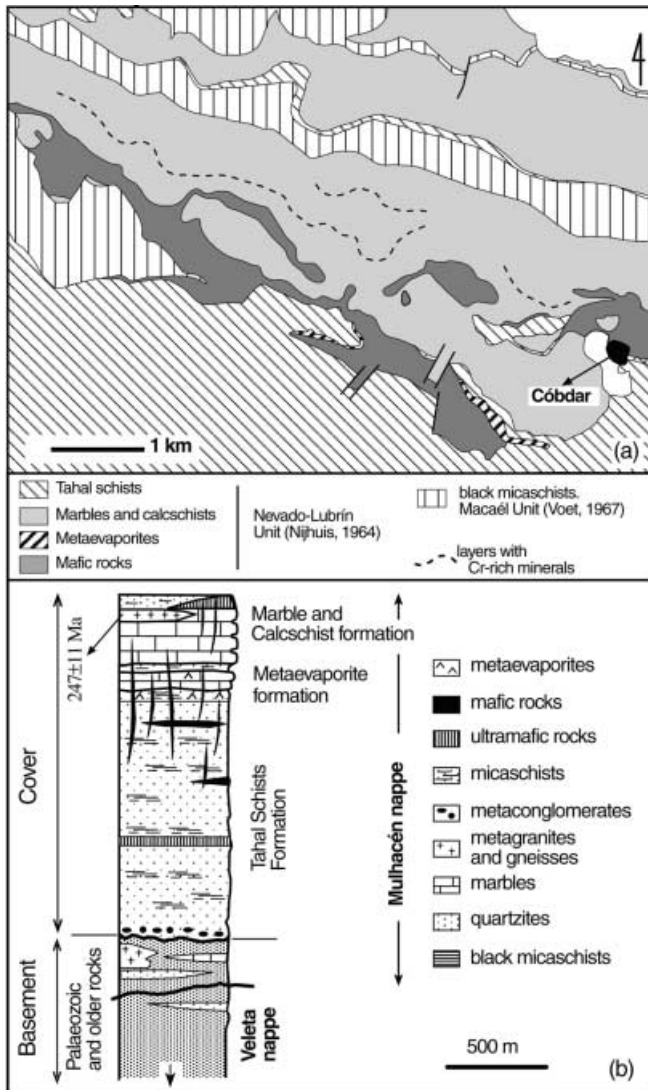 Cóbdar
1 km
(a)
Tahal schists
Marbles and calcschists
Metaevaporites
Mafic rocks
Nevado-Lubrín
Unit (Nijhuis, 1964)
black micaschists.
Macaél Unit (Voet, 1967)
layers with
Cr-rich minerals
247±11 Ma
Cover
Basement
Palaeozoic
and older rocks
Marble and
Calcschist formation
Metaevaporite
formation
Tahal Schists
Formation
Veleta
nappe
Mulhacén nappe
metaevaporites
mafic rocks
ultramafic rocks
micaschists
metaconglomerates
metagranites
and gneisses
marbles
quartzites
black micaschists
500 m
(b)